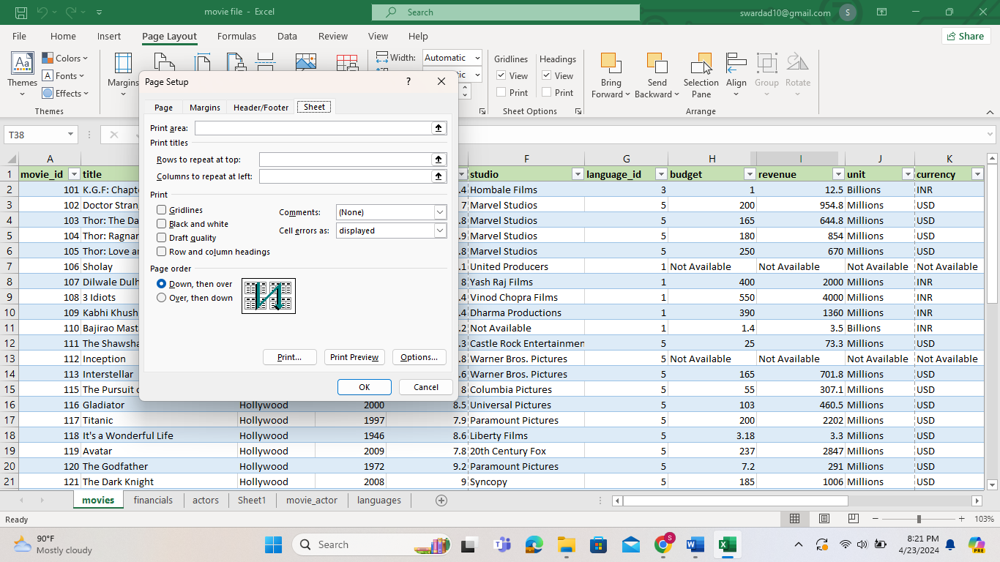 movie file - Excel
Search
swardad10@gmail.com
S
File Home Insert Page Layout Formulas Data Review View Help
Share
Themes
Colors
Fonts
Effects
Themes
Margins
Width: Automatic
Gridlines Headings
View View
Print Print
Sheet Options
Bring Forward
Send Backward
Selection Pane
Align
Group
Rotate
Arrange
T38
Page Setup
?
Page Margins Header/Footer Sheet
Print area:
Print titles
Rows to repeat at top:
Columns to repeat at left:
Print
Gridlines
Black and white
Draft quality
Row and column headings
Comments: (None)
Cell errors as: displayed
Page order
Down, then over
Over, then down
Print... Print Preview Options...
OK Cancel
A F G H I J K
1 movie_id title studio language_id budget revenue unit currency
2 101 K.G.F: Chapt .4 Hombale Films 3 1 12.5 Billions INR
3 102 Doctor Stran 7 Marvel Studios 5 200 954.8 Millions USD
4 103 Thor: The Da .8 Marvel Studios 5 165 644.8 Millions USD
5 104 Thor: Ragnar .9 Marvel Studios 5 180 854 Millions USD
6 105 Thor: Love a .8 Marvel Studios 5 250 670 Millions USD
7 106 Sholay .1 United Producers 1 Not Available Not Available Not Available Not Available
8 107 Dilwale Dulh 8 Yash Raj Films 1 400 2000 Millions INR
9 108 3 Idiots .4 Vinod Chopra Films 1 550 4000 Millions INR
10 109 Kabhi Khush .4 Dharma Productions 1 390 1360 Millions INR
11 110 Bajirao Mast .2 Not Available 1 1.4 3.5 Billions INR
12 111 The Shawsha .3 Castle Rock Entertainmen 5 25 73.3 Millions USD
13 112 Inception .8 Warner Bros. Pictures 5 Not Available Not Available Not Available Not Available
14 113 Interstellar .6 Warner Bros. Pictures 5 165 701.8 Millions USD
15 115 The Pursuit 8 Columbia Pictures 5 55 307.1 Millions USD
16 116 Gladiator Hollywood 2000 8.5 Universal Pictures 5 103 460.5 Millions USD
17 117 Titanic Hollywood 1997 7.9 Paramount Pictures 5 200 2202 Millions USD
18 118 It's a Wonderful Life Hollywood 1946 8.6 Liberty Films 5 3.18 3.3 Millions USD
19 119 Avatar Hollywood 2009 7.8 20th Century Fox 5 237 2847 Millions USD
20 120 The Godfather Hollywood 1972 9.2 Paramount Pictures 5 7.2 291 Millions USD
21 121 The Dark Knight Hollywood 2008 9 Syncopy 5 185 1006 Millions USD
movies financials actors Sheet1 movie_actor languages
Ready
103%
90°F
Mostly cloudy
Search
8:21 PM
4/23/2024